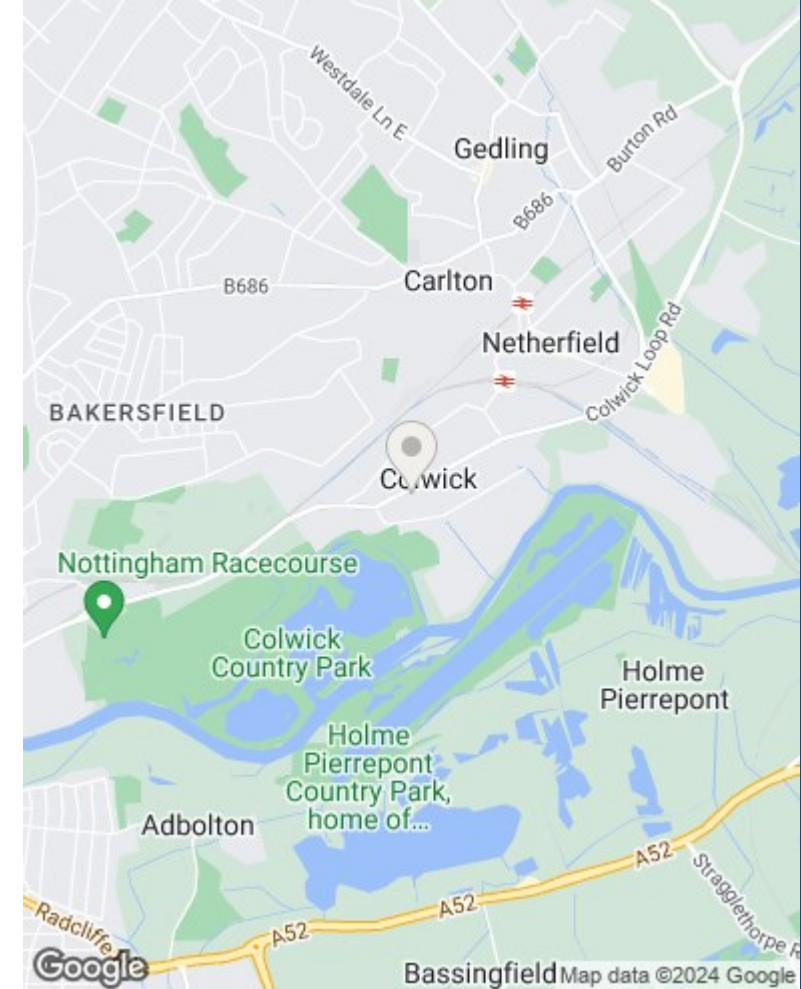 Westdale Ln E
Gedling
Burton Rd
B686
B686
Carlton
Netherfield
Colwick Loop Rd
BAKERSFIELD
Colwick
Nottingham Racecourse
Colwick
Country Park
Holme
Pierrepont
Holme
Pierrepont
Country Park,
home of...
Adbolton
A52
A52
A52
Stragglethorpe R
Radcliffe
Google
Bassingfield
Map data ©2024 Google